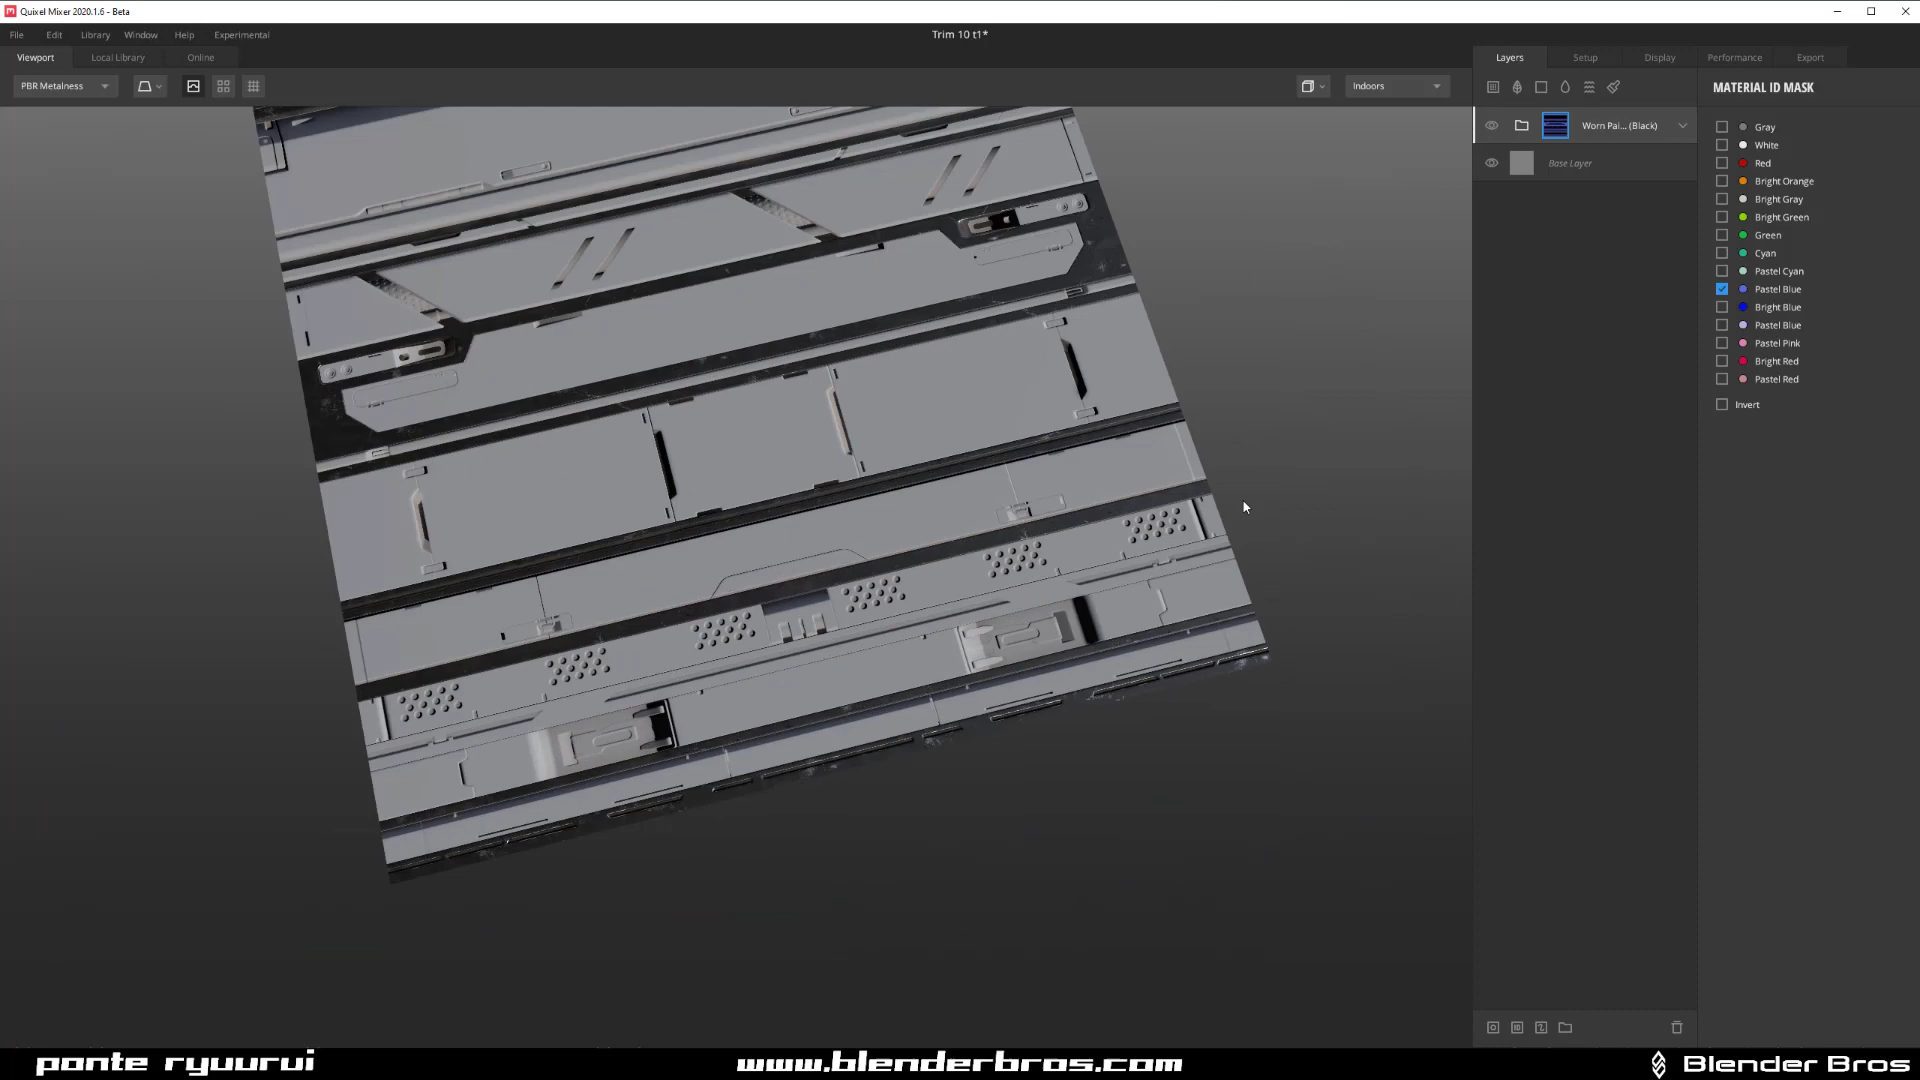 Quixel Mixer 2020.1.6 - Beta
File Edit Library Window Help Experimental
Trim 10 t1*
Viewport Local Library Online
Layers Setup Display Performance Export
PBR Metalness
Indoors
MATERIAL ID MASK
Worn Pai... (Black)
Base Layer
Gray
White
Red
Bright Orange
Bright Gray
Bright Green
Green
Cyan
Pastel Cyan
Pastel Blue
Bright Blue
Pastel Blue
Pastel Pink
Bright Red
Pastel Red
Invert
ponte ryuurui
www.blenderbros.com
Blender Bros